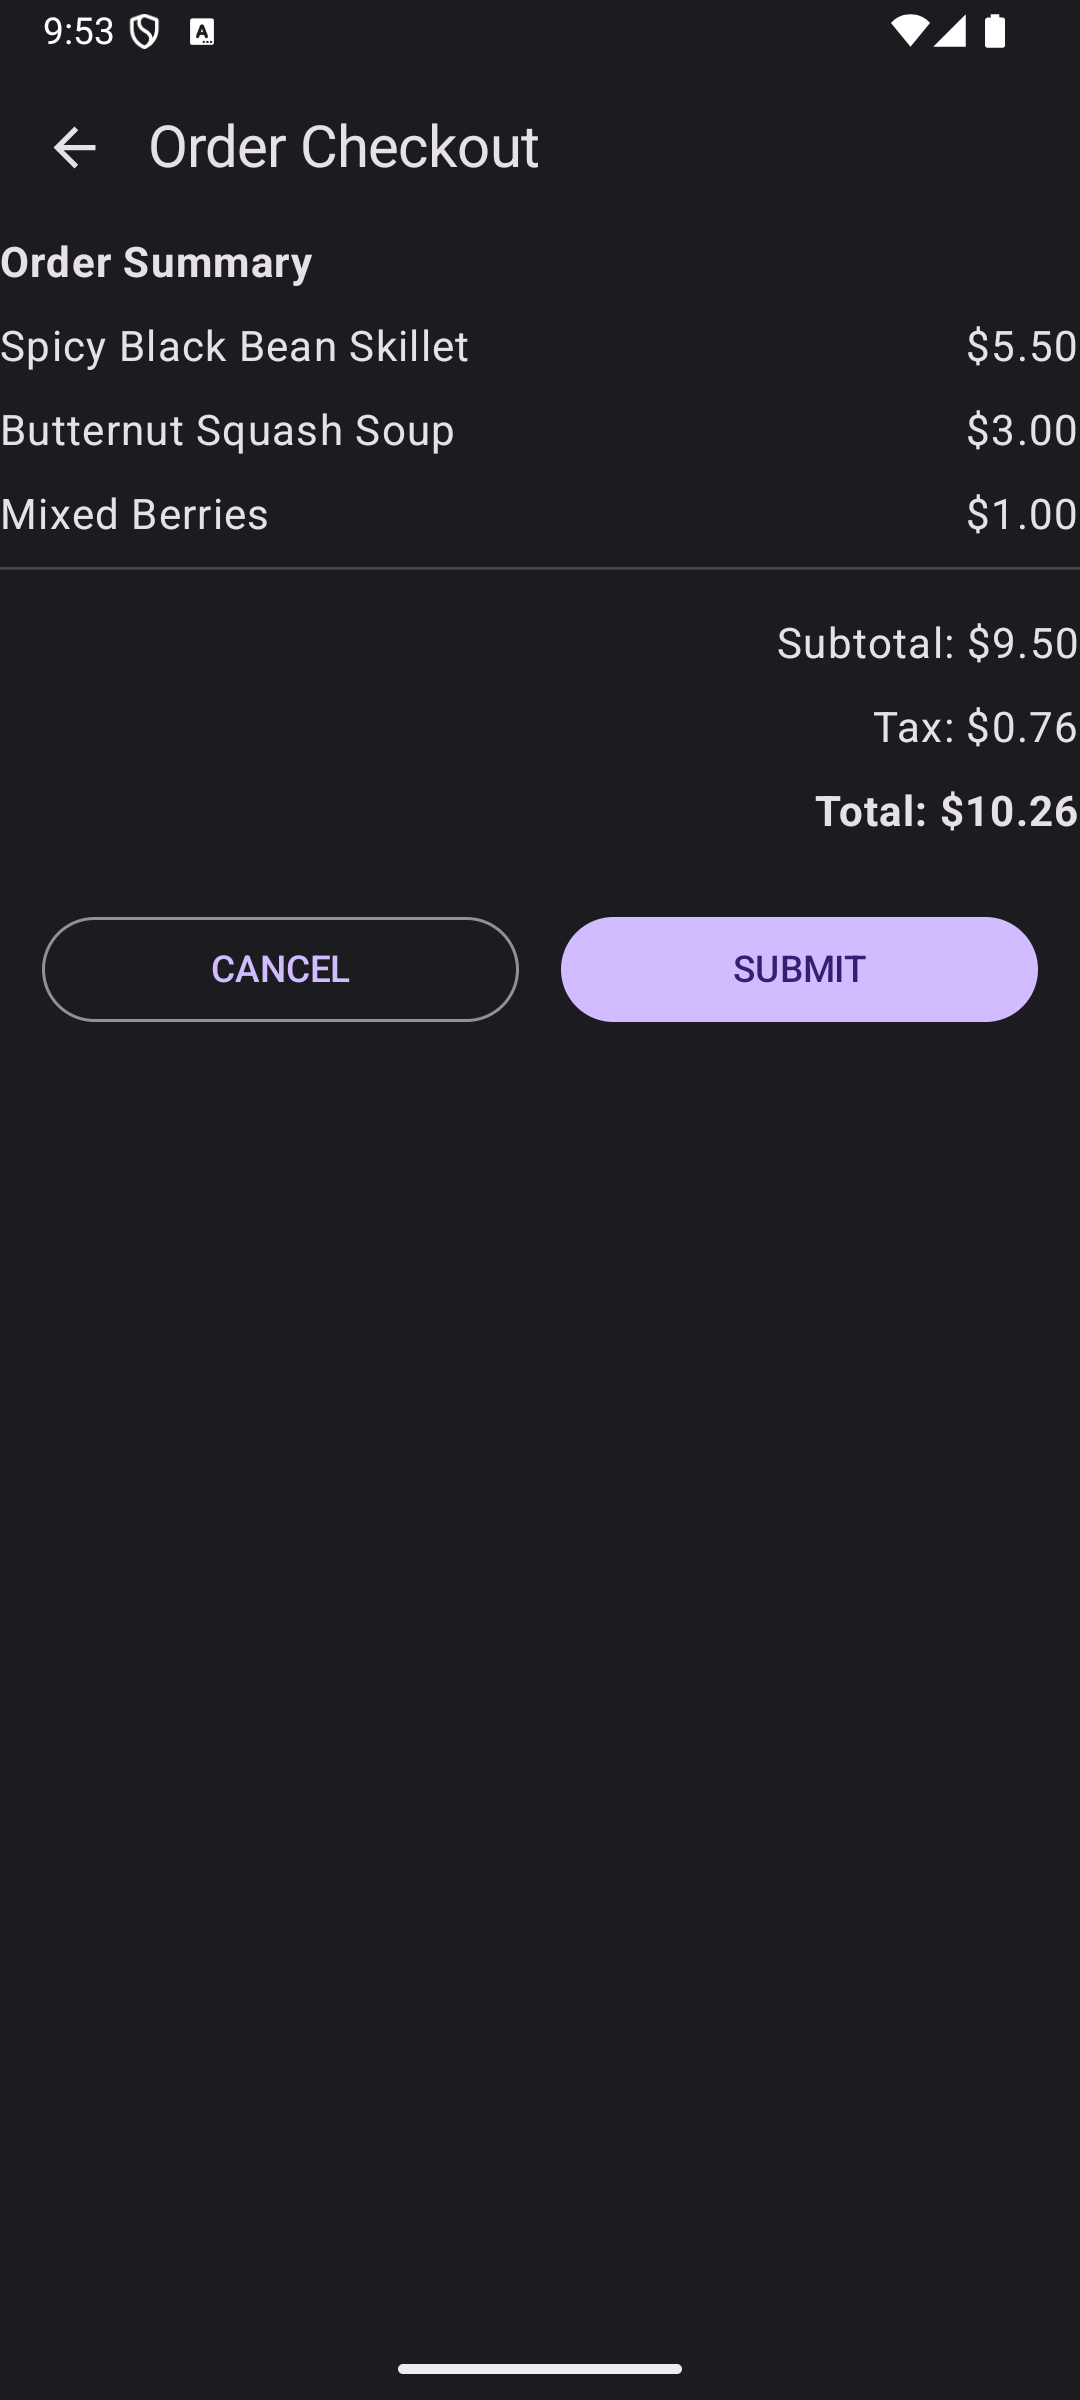 9:53
Order Checkout
Order Summary
Spicy Black Bean Skillet $5.50
Butternut Squash Soup $3.00
Mixed Berries $1.00
Subtotal: $9.50
Tax: $0.76
Total: $10.26
CANCEL SUBMIT